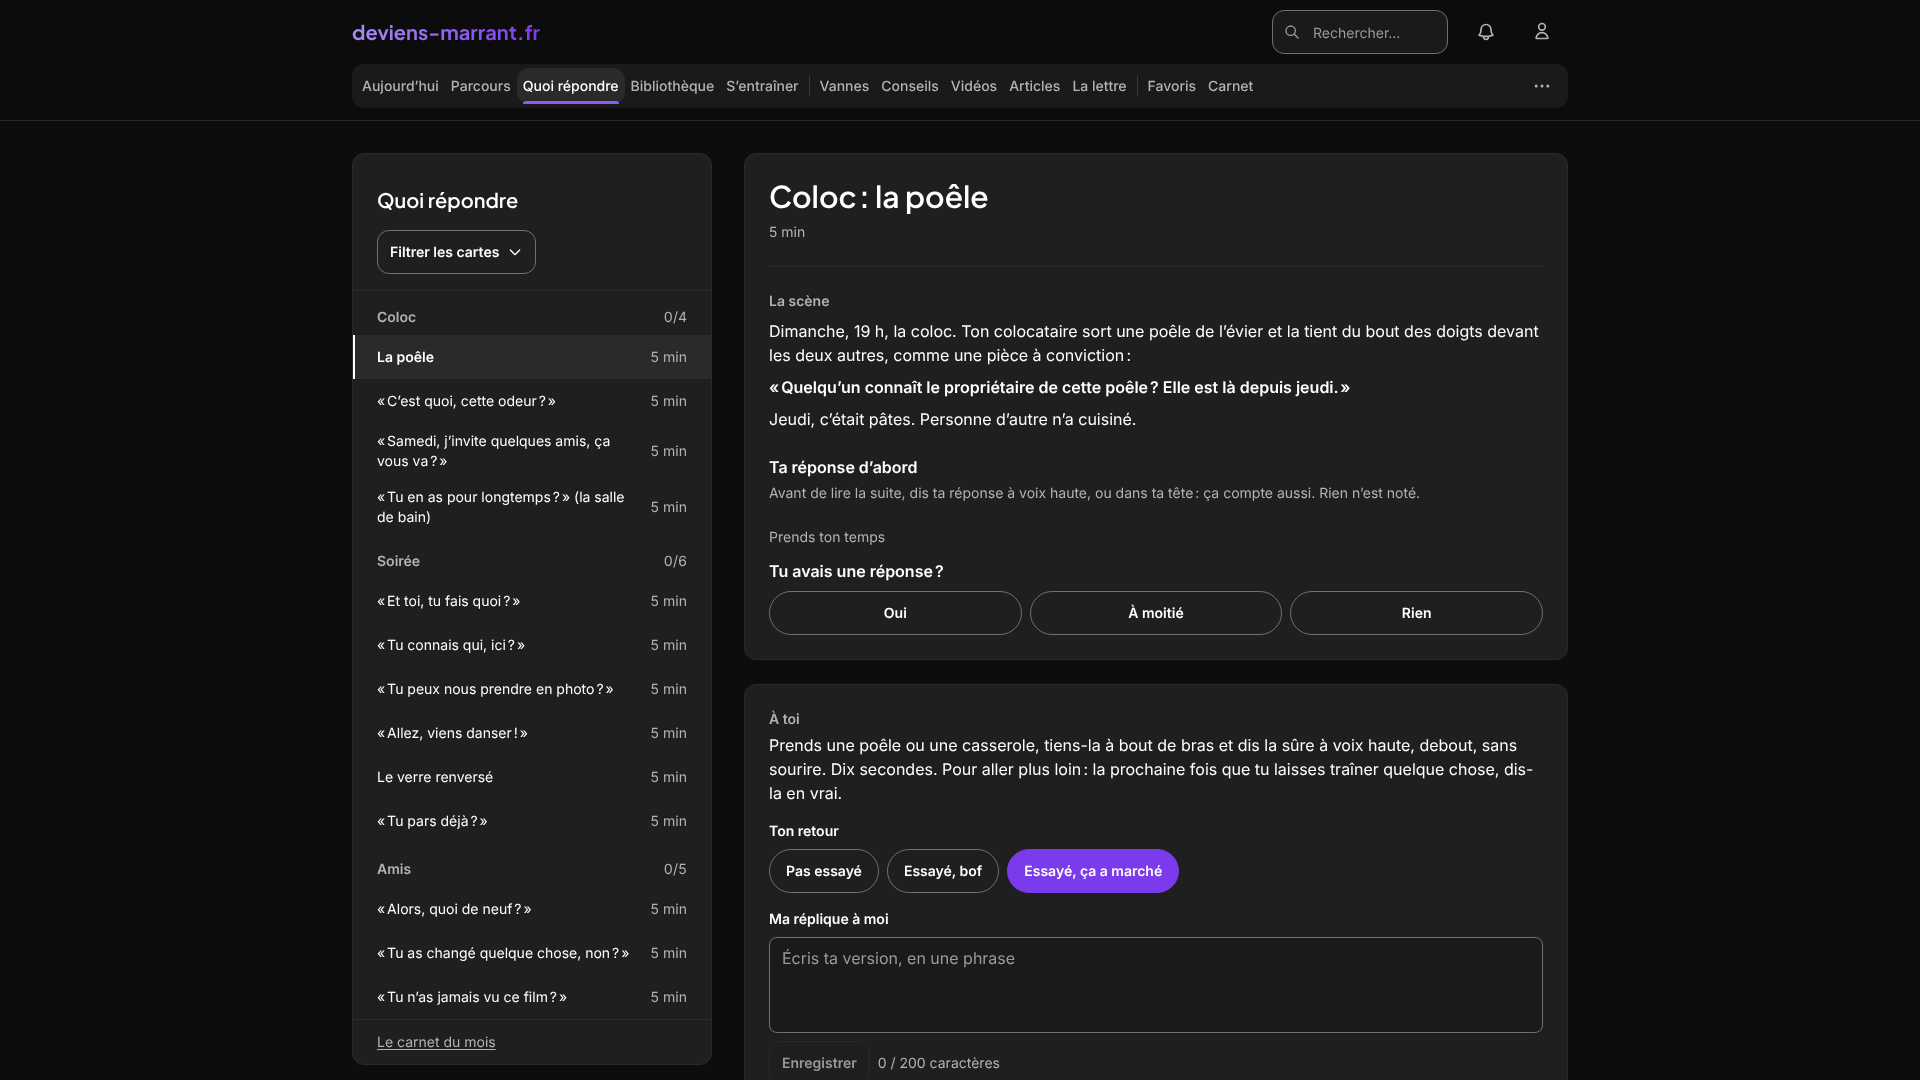 deviens-marrant.fr
Rechercher...
Aujourd’hui Parcours Quoi répondre Bibliothèque S’entraîner Vannes Conseils Vidéos Articles La lettre Favoris Carnet
Quoi répondre
Filtrer les cartes
Coloc 0/4
La poêle 5 min
« C’est quoi, cette odeur ? » 5 min
« Samedi, j’invite quelques amis, ça
vous va ? » 5 min
« Tu en as pour longtemps ? » (la salle
de bain) 5 min
Soirée 0/6
« Et toi, tu fais quoi ? » 5 min
« Tu connais qui, ici ? » 5 min
« Tu peux nous prendre en photo ? » 5 min
« Allez, viens danser ! » 5 min
Le verre renversé 5 min
« Tu pars déjà ? » 5 min
Amis 0/5
« Alors, quoi de neuf ? » 5 min
« Tu as changé quelque chose, non ? » 5 min
« Tu n’as jamais vu ce film ? » 5 min
Le carnet du mois
Coloc : la poêle
5 min
La scène
Dimanche, 19 h, la coloc. Ton colocataire sort une poêle de l’évier et la tient du bout des doigts devant
les deux autres, comme une pièce à conviction :
« Quelqu’un connaît le propriétaire de cette poêle ? Elle est là depuis jeudi. »
Jeudi, c’était pâtes. Personne d’autre n’a cuisiné.
Ta réponse d’abord
Avant de lire la suite, dis ta réponse à voix haute, ou dans ta tête : ça compte aussi. Rien n’est noté.
Prends ton temps
Tu avais une réponse ?
Oui À moitié Rien
À toi
Prends une poêle ou une casserole, tiens-la à bout de bras et dis la sûre à voix haute, debout, sans
sourire. Dix secondes. Pour aller plus loin : la prochaine fois que tu laisses traîner quelque chose, dis-
la en vrai.
Ton retour
Pas essayé Essayé, bof Essayé, ça a marché
Ma réplique à moi
Écris ta version, en une phrase
Enregistrer 0 / 200 caractères